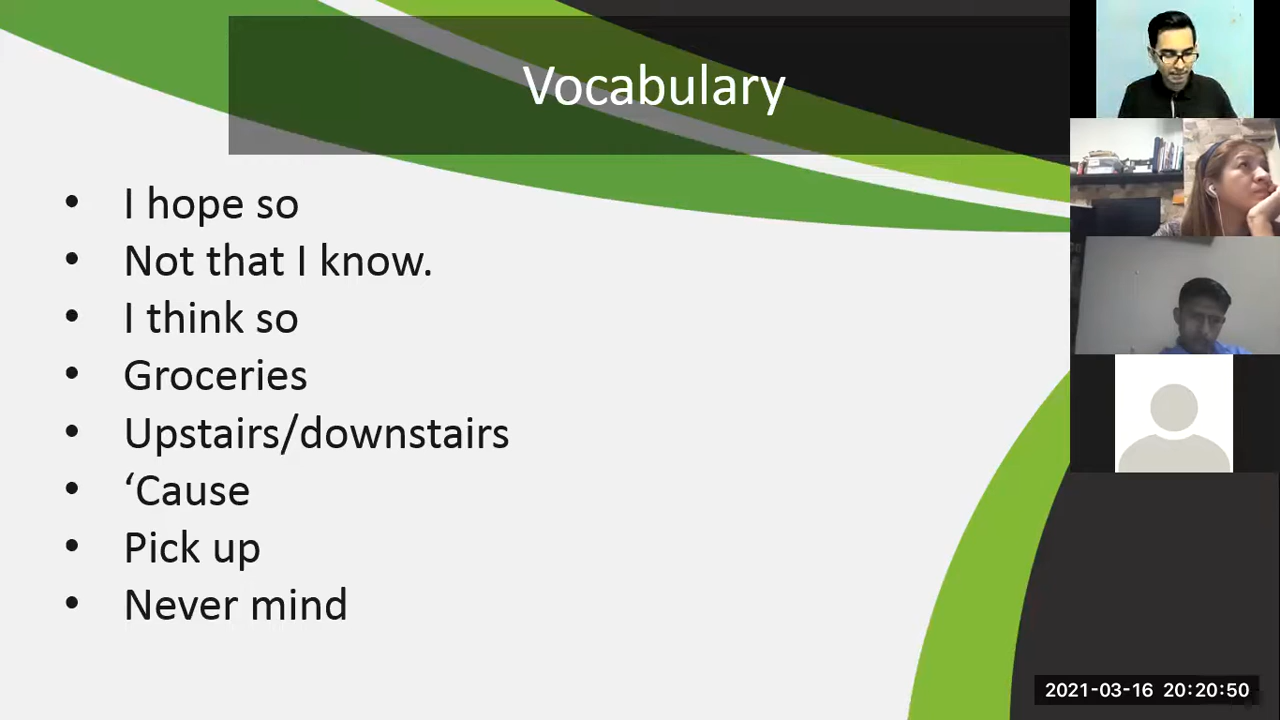 Vocabulary
• I hope so
• Not that I know.
• I think so
• Groceries
• Upstairs/downstairs
• ‘Cause
• Pick up
• Never mind
2021-03-16 20:20:50